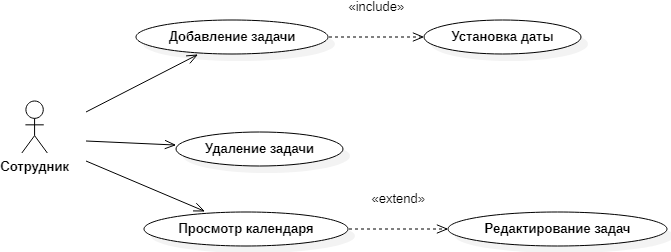 «include»
Добавление задачи
Установка даты
Удаление задачи
Сотрудник
«extend»
Просмотр календаря
Редактирование задач